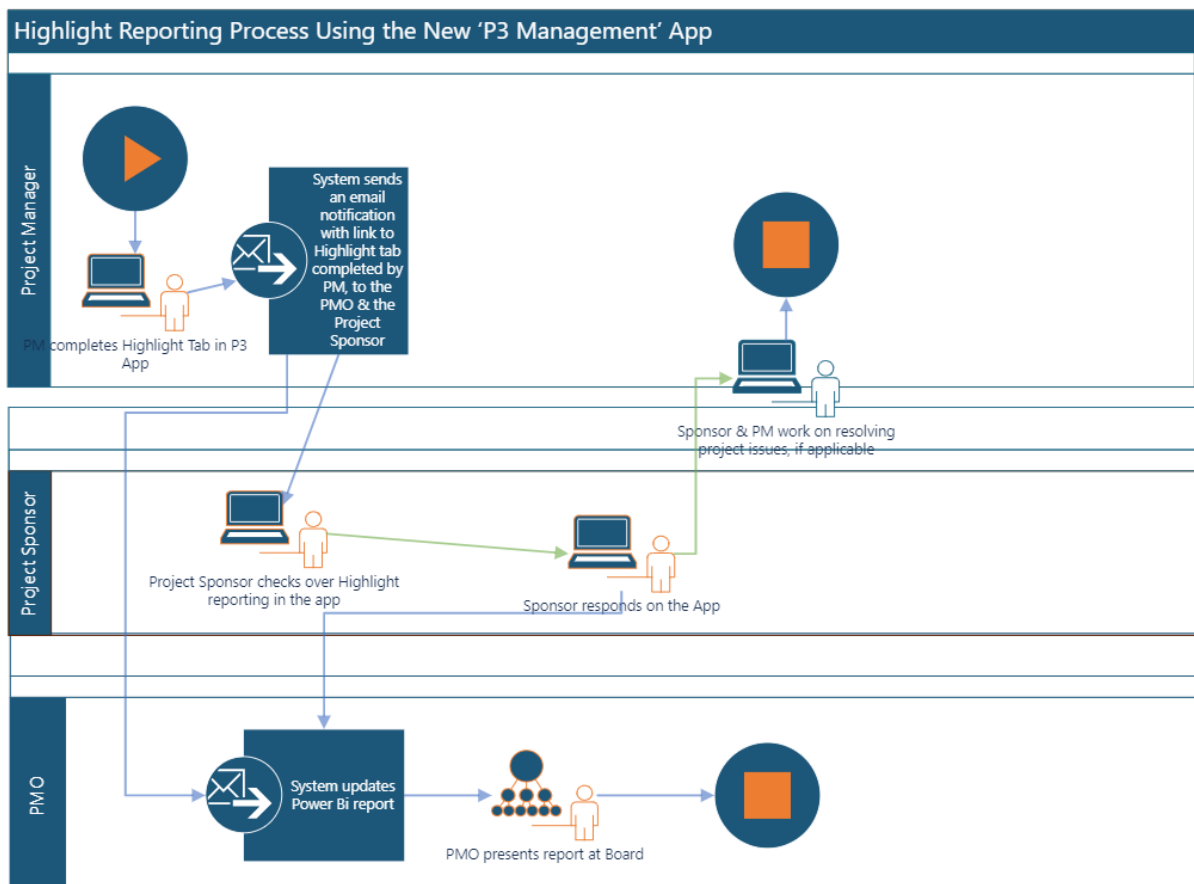 Highlight Reporting Process Using the New ‘P3 Management’ App
Project Manager
System sends
an email
notification
with link to
Highlight tab
completed by
PM, to the
PMO & the
Project
Sponsor
PM completes Highlight Tab in P3
App
Sponsor & PM work on resolving
project issues, if applicable
Project Sponsor
Project Sponsor checks over Highlight
reporting in the app
Sponsor responds on the App
PMO
System updates
Power Bi report
PMO presents report at Board